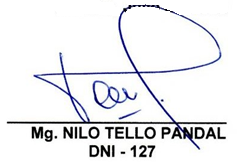 Mg. NILO TELLO PANDAL
DNI - 127